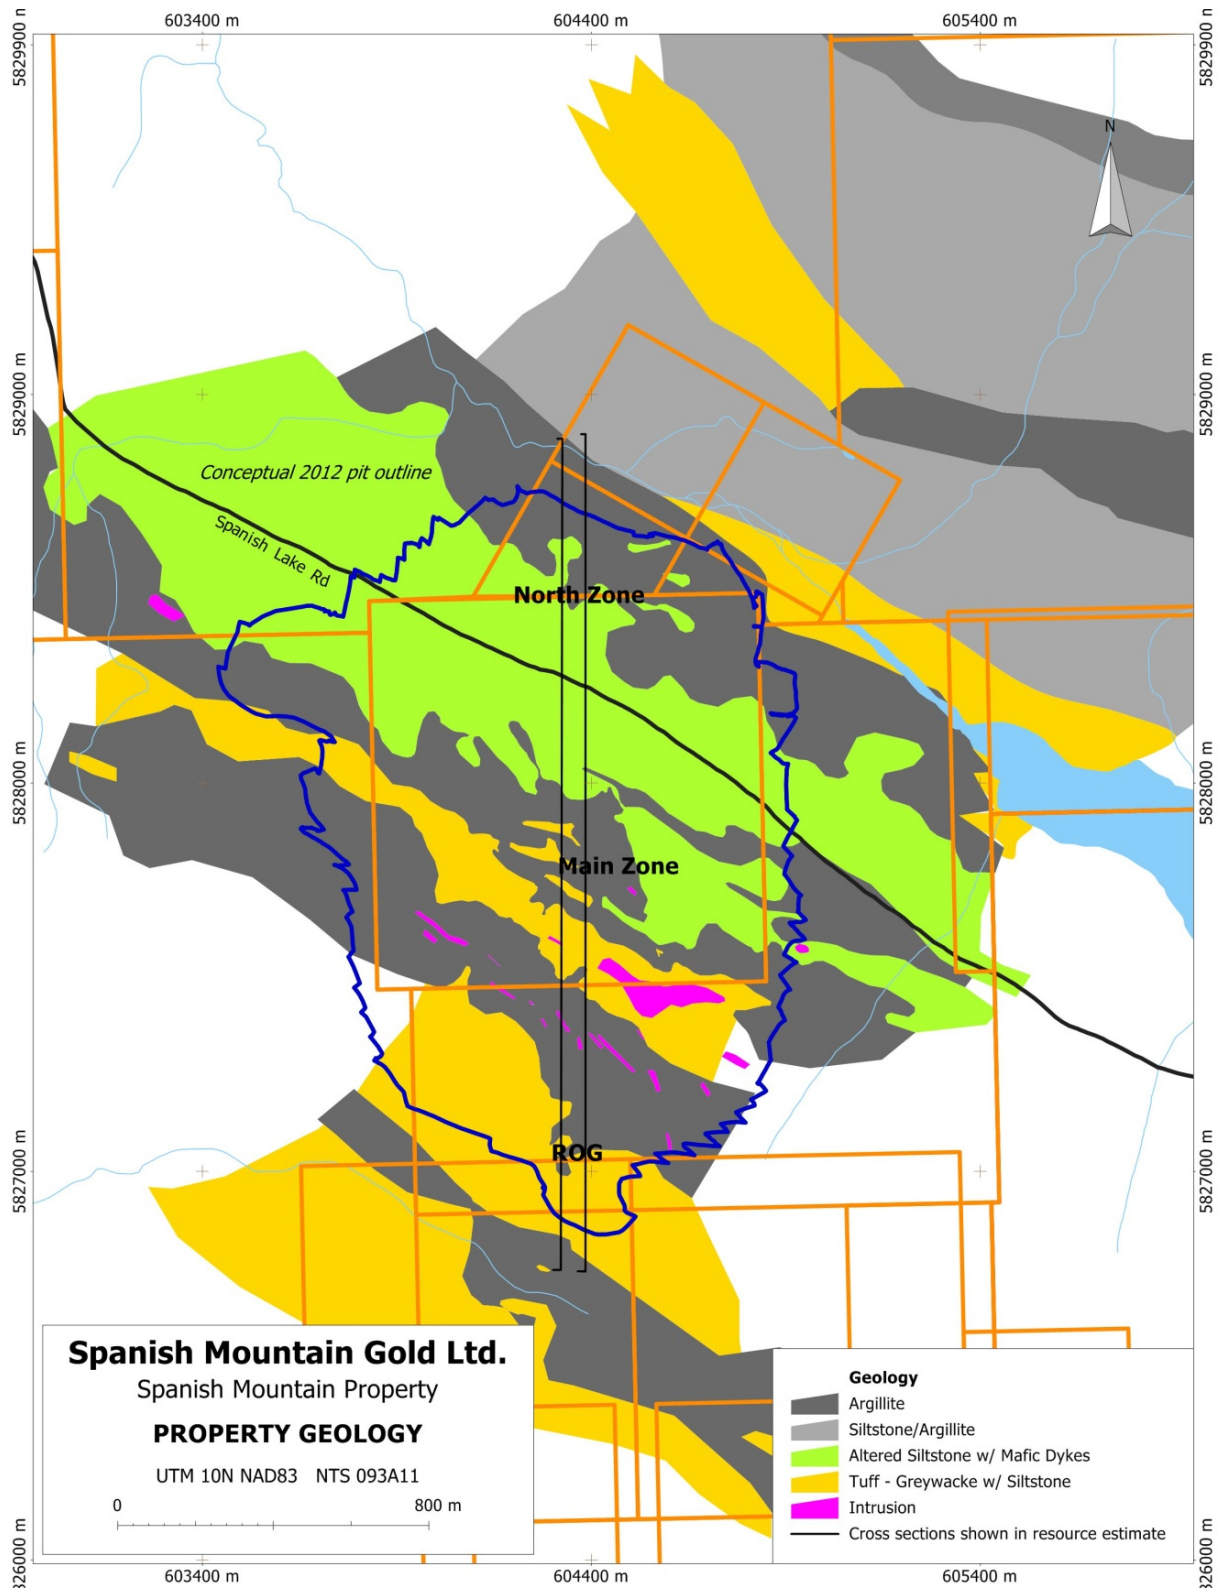 603400 m
604400 m
605400 m
5829900 n
5829900 n
N
5829000 m
5829000 m
Conceptual 2012 pit outline
Spanish Lake Rd
North Zone
5828000 m
5828000 m
Main Zone
ROG
5827000 m
5827000 m
Spanish Mountain Gold Ltd.
Spanish Mountain Property
PROPERTY GEOLOGY
UTM 10N NAD83 NTS 093A11
0 800 m
Geology
Argillite
Siltstone/Argillite
Altered Siltstone w/ Mafic Dykes
Tuff - Greywacke w/ Siltstone
Intrusion
Cross sections shown in resource estimate
826000 m
826000 m
603400 m
604400 m
605400 m